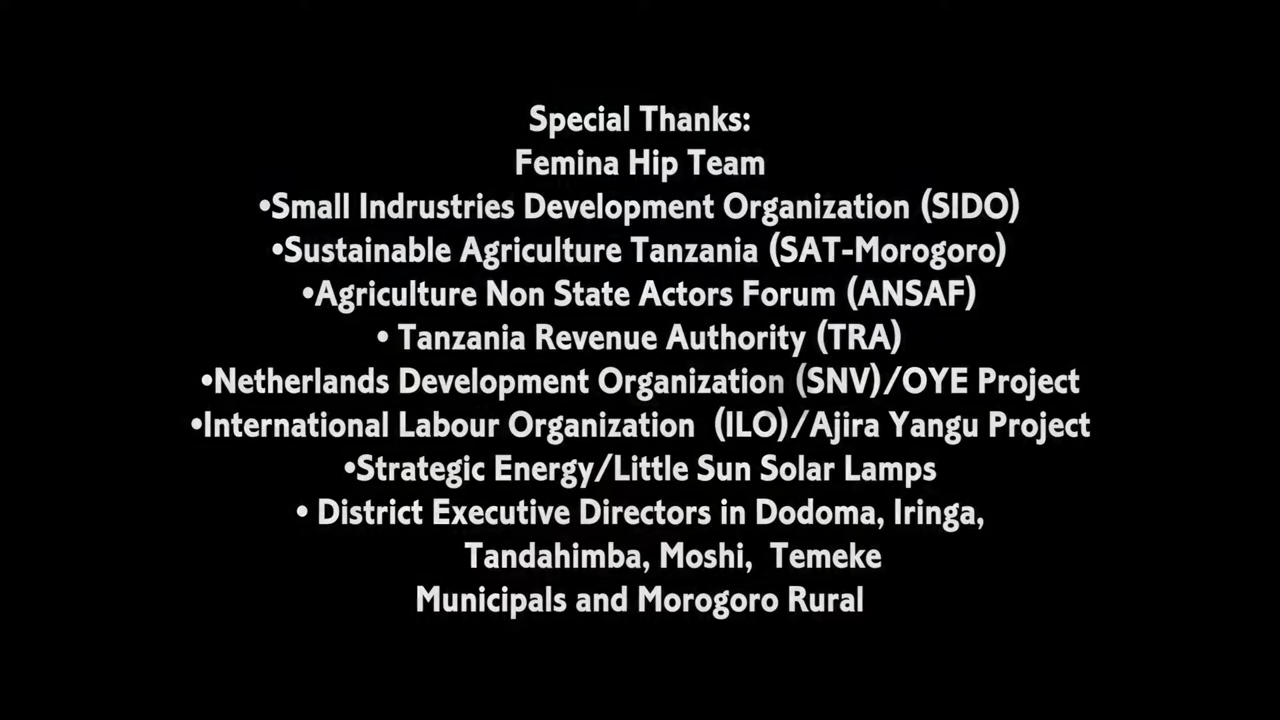 Special Thanks:
Femina Hip Team
•Small Indrustries Development Organization (SIDO)
•Sustainable Agriculture Tanzania (SAT-Morogoro)
•Agriculture Non State Actors Forum (ANSAF)
• Tanzania Revenue Authority (TRA)
•Netherlands Development Organization (SNV)/OYE Project
•International Labour Organization  (ILO)/Ajira Yangu Project
•Strategic Energy/Little Sun Solar Lamps
• District Executive Directors in Dodoma, Iringa,
Tandahimba, Moshi,  Temeke
Municipals and Morogoro Rural